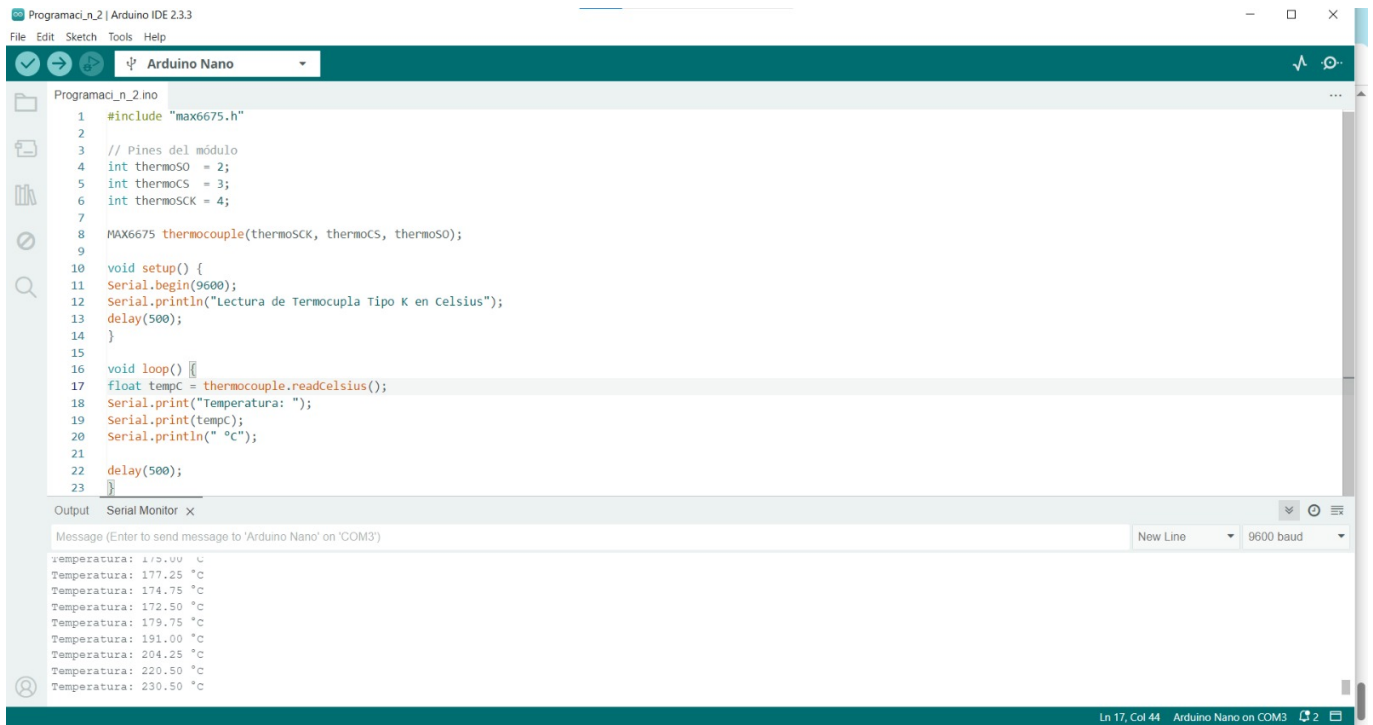 Programaci_n_2 | Arduino IDE 2.3.3
File Edit Sketch Tools Help
Arduino Nano
Programaci_n_2.ino
1 #include "max6675.h"
2
3 // Pines del módulo
4 int thermoSO = 2;
5 int thermoCS = 3;
6 int thermoSCK = 4;
7
8 MAX6675 thermocouple(thermoSCK, thermoCS, thermoSO);
9
10 void setup() {
11 Serial.begin(9600);
12 Serial.println("Lectura de Termocupla Tipo K en Celsius");
13 delay(500);
14 }
15
16 void loop() {
17 float tempC = thermocouple.readCelsius();
18 Serial.print("Temperatura: ");
19 Serial.print(tempC);
20 Serial.println(" °C");
21
22 delay(500);
23 }
Output Serial Monitor
Message (Enter to send message to 'Arduino Nano' on 'COM3') New Line 9600 baud
Temperatura: 175.00 °C
Temperatura: 177.25 °C
Temperatura: 174.75 °C
Temperatura: 172.50 °C
Temperatura: 179.75 °C
Temperatura: 191.00 °C
Temperatura: 204.25 °C
Temperatura: 220.50 °C
Temperatura: 230.50 °C
Ln 17, Col 44 Arduino Nano on COM3 2